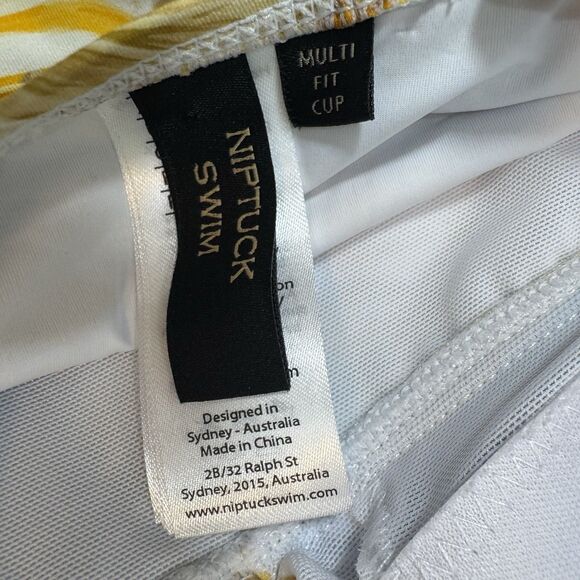 MULTI
FIT
CUP
NIPTUCK
SWIM
Designed in
Sydney - Australia
Made in China
2B/32 Ralph St
Sydney, 2015, Australia
www.niptuckswim.com